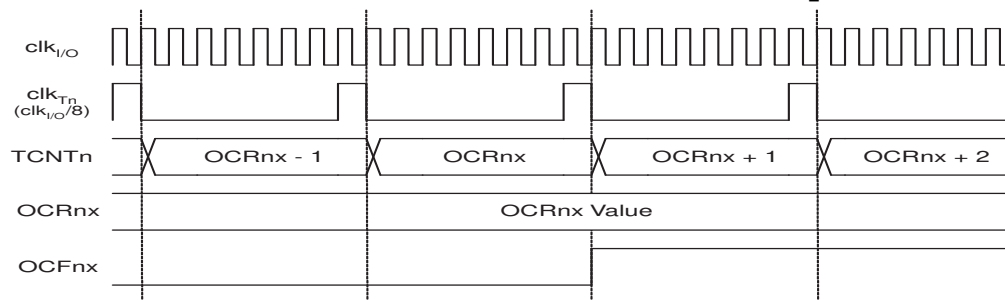 clkI/O
clkTn
(clkI/O/8)
TCNTn OCRnx - 1 OCRnx OCRnx + 1 OCRnx + 2
OCRnx OCRnx Value
OCFnx